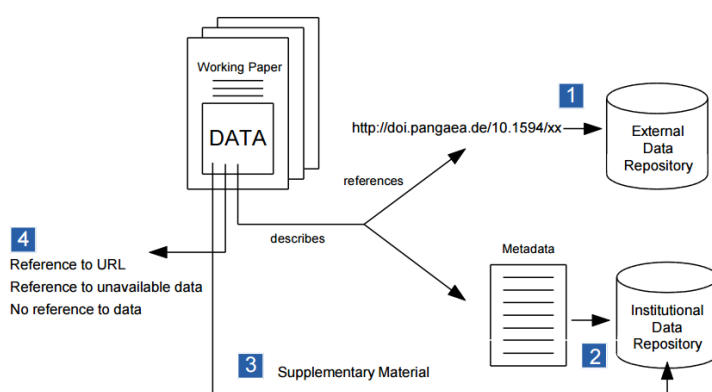 Working Paper
DATA
1
http://doi.pangaea.de/10.1594/xx
External
Data
Repository
references
describes
4
Reference to URL
Reference to unavailable data
No reference to data
Metadata
Institutional
Data
Repository
2
3
Supplementary Material